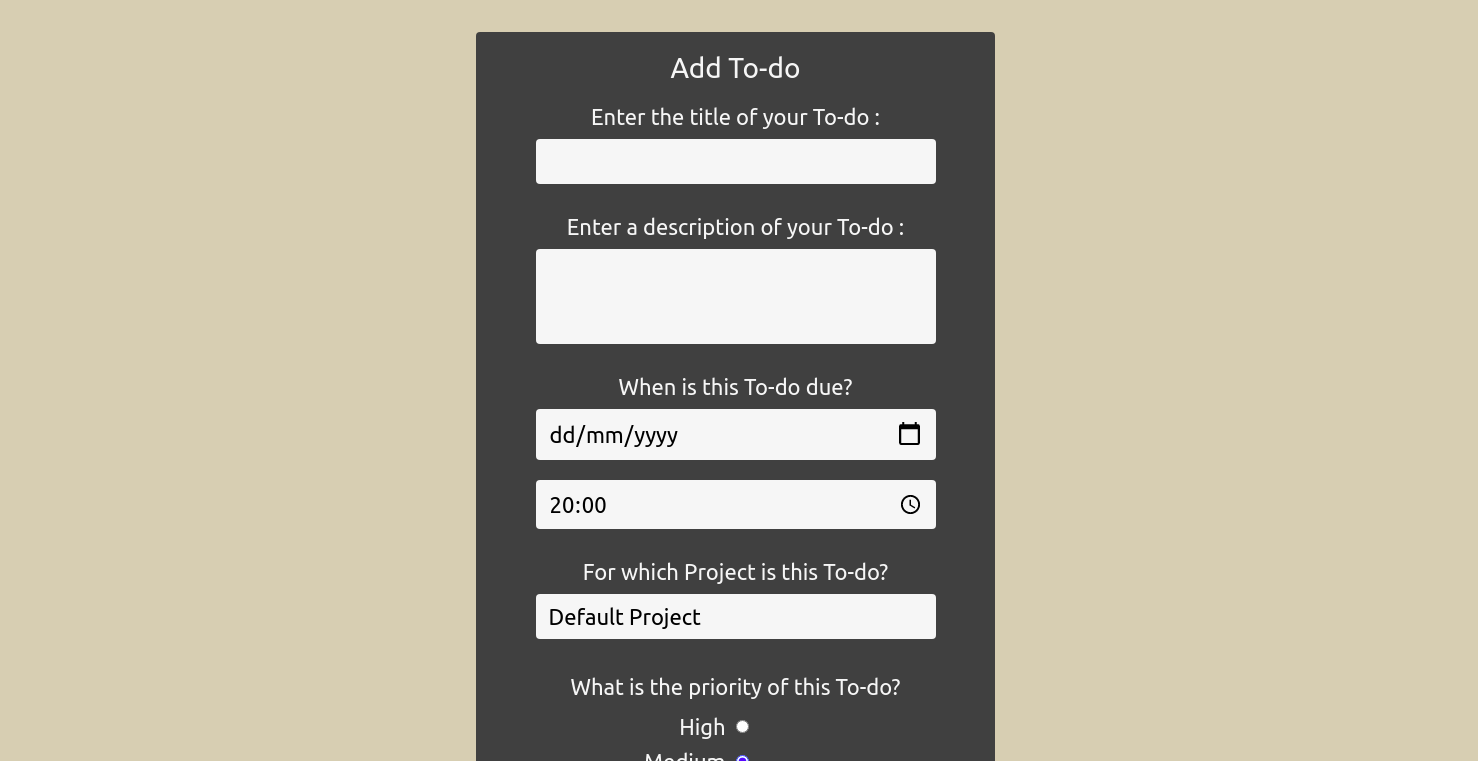 Add To-do
Enter the title of your To-do :
Enter a description of your To-do :
When is this To-do due?
dd/mm/yyyy
20:00
For which Project is this To-do?
Default Project
What is the priority of this To-do?
High
Medium